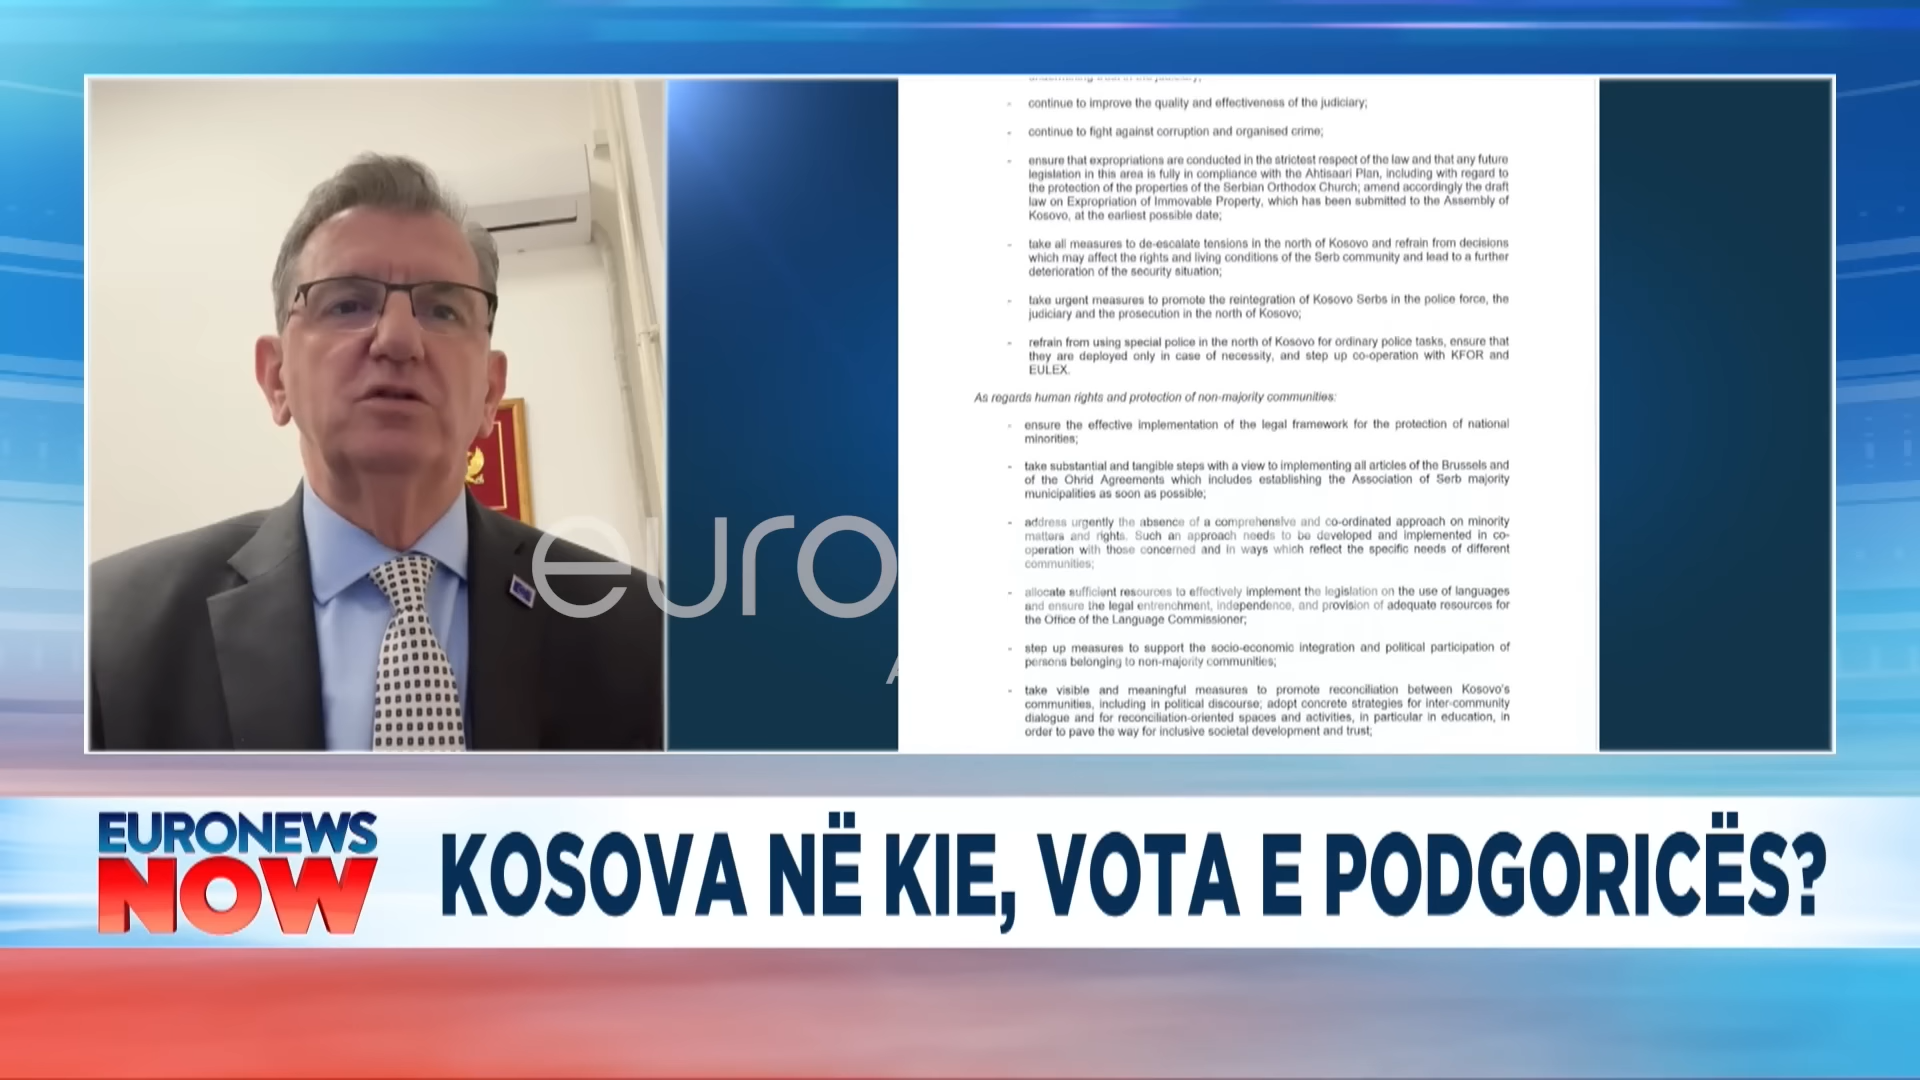 - continue to improve the quality and effectiveness of the judiciary;
- continue to fight against corruption and organised crime;
- ensure that expropriations are conducted in the strictest respect of the law and that any future
legislation in this area is fully in compliance with the Ahtisaari Plan, including with regard to
the protection of the properties of the Serbian Orthodox Church; amend accordingly the draft
law on Expropriation of Immovable Property, which has been submitted to the Assembly of
Kosovo, at the earliest possible date;
- take all measures to de-escalate tensions in the north of Kosovo and refrain from decisions
which may affect the rights and living conditions of the Serb community and lead to a further
deterioration of the security situation;
- take urgent measures to promote the reintegration of Kosovo Serbs in the police force, the
judiciary and the prosecution in the north of Kosovo;
- refrain from using special police in the north of Kosovo for ordinary police tasks, ensure that
they are deployed only in case of necessity, and step up co-operation with KFOR and
EULEX.
As regards human rights and protection of non-majority communities:
- ensure the effective implementation of the legal framework for the protection of national
minorities;
- take substantial and tangible steps with a view to implementing all articles of the Brussels and
of the Ohrid Agreements which includes establishing the Association of Serb majority
municipalities as soon as possible;
- address urgently the absence of a comprehensive and co-ordinated approach on minority
matters and rights. Such an approach needs to be developed and implemented in co-
operation with those concerned and in ways which reflect the specific needs of different
communities;
- allocate sufficient resources to effectively implement the legislation on the use of languages
and ensure the legal entrenchment, independence, and provision of adequate resources for
the Office of the Language Commissioner;
- step up measures to support the socio-economic integration and political participation of
persons belonging to non-majority communities;
- take visible and meaningful measures to promote reconciliation between Kosovo's
communities, including in political discourse; adopt concrete strategies for inter-community
dialogue and for reconciliation-oriented spaces and activities, in particular in education, in
order to pave the way for inclusive societal development and trust;
euro
A
EURONEWS
NOW
KOSOVA NË KIE, VOTA E PODGORICËS?